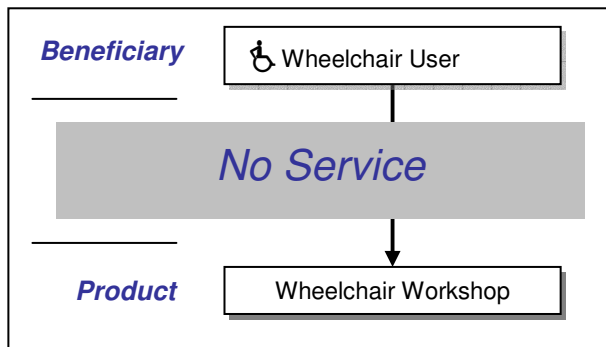 Beneficiary
Wheelchair User
No Service
Product
Wheelchair Workshop